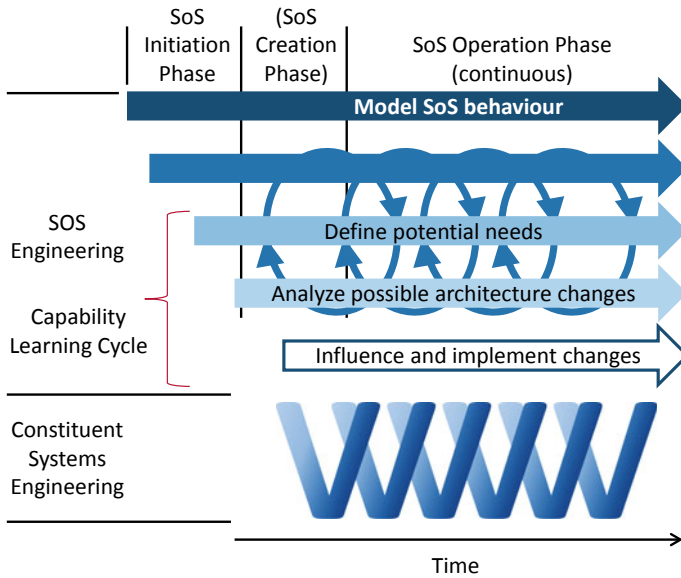 SoS
Initiation
Phase
(SoS
Creation
Phase)
SoS Operation Phase
(continuous)
Model SoS behaviour
SOS
Engineering
Define potential needs
Analyze possible architecture changes
Capability
Learning Cycle
Influence and implement changes
Constituent
Systems
Engineering
Time